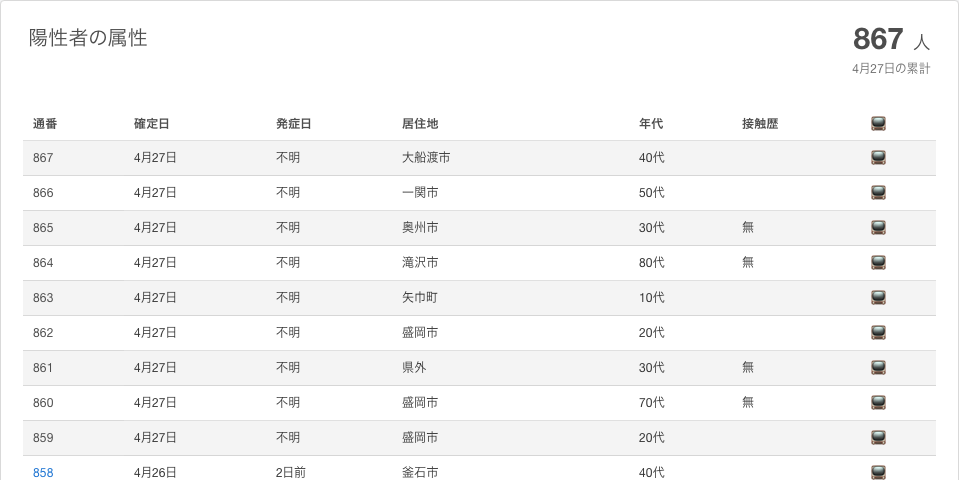 陽性者の属性
867 人
4月27日の累計
通番 確定日 発症日 居住地 年代 接触歴
867 4月27日 不明 大船渡市 40代
866 4月27日 不明 一関市 50代
865 4月27日 不明 奥州市 30代 無
864 4月27日 不明 滝沢市 80代 無
863 4月27日 不明 矢巾町 10代
862 4月27日 不明 盛岡市 20代
861 4月27日 不明 県外 30代 無
860 4月27日 不明 盛岡市 70代 無
859 4月27日 不明 盛岡市 20代
858 4月26日 2日前 釜石市 40代